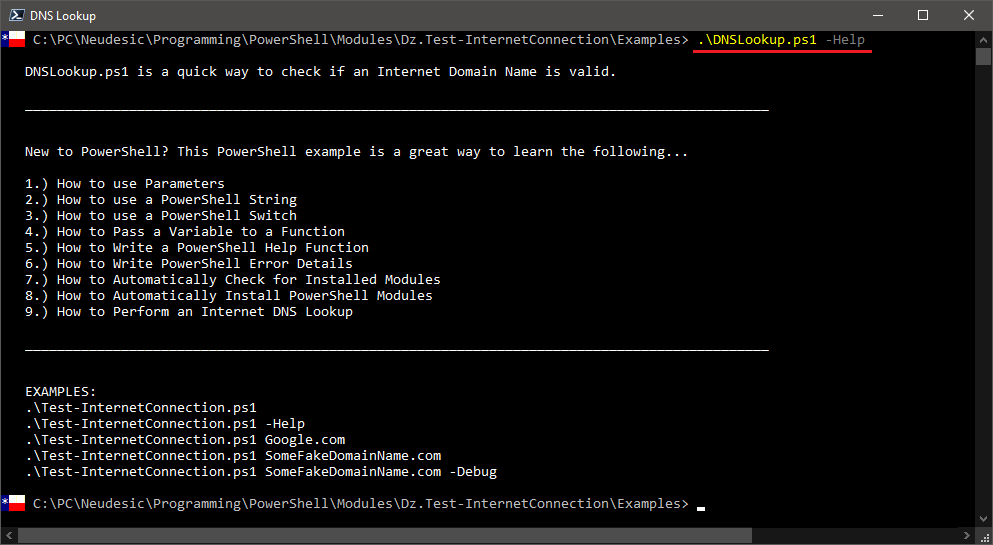 DNS Lookup
* C:\PC\Neudesic\Programming\PowerShell\Modules\Dz.Test-InternetConnection\Examples> .\DNSLookup.ps1 -Help
DNSLookup.ps1 is a quick way to check if an Internet Domain Name is valid.
New to PowerShell? This PowerShell example is a great way to learn the following...
1.) How to use Parameters
2.) How to use a PowerShell String
3.) How to use a PowerShell Switch
4.) How to Pass a Variable to a Function
5.) How to Write a PowerShell Help Function
6.) How to Write PowerShell Error Details
7.) How to Automatically Check for Installed Modules
8.) How to Automatically Install PowerShell Modules
9.) How to Perform an Internet DNS Lookup
EXAMPLES:
.\Test-InternetConnection.ps1
.\Test-InternetConnection.ps1 -Help
.\Test-InternetConnection.ps1 Google.com
.\Test-InternetConnection.ps1 SomeFakeDomainName.com
.\Test-InternetConnection.ps1 SomeFakeDomainName.com -Debug
* C:\PC\Neudesic\Programming\PowerShell\Modules\Dz.Test-InternetConnection\Examples>